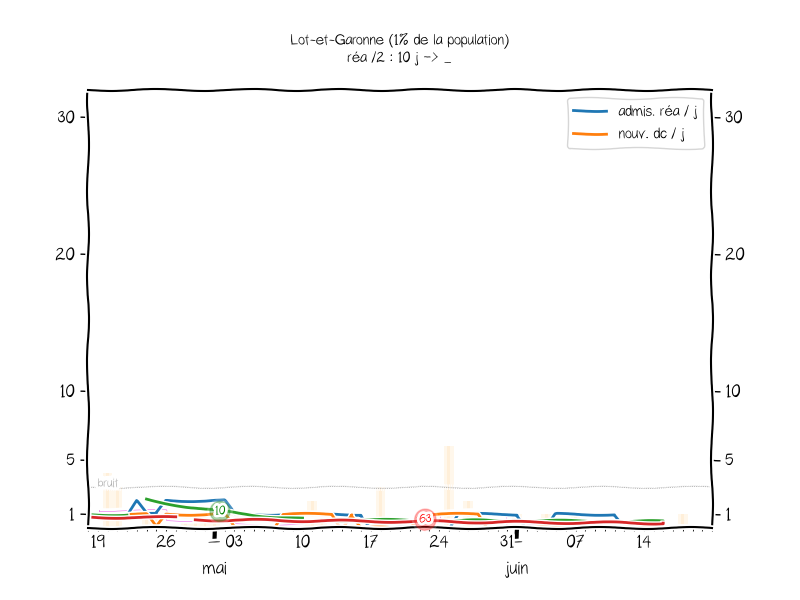 Lot-et-Garonne (1% de la population)
réa /2 : 10 j -> _
admis. réa / j
nouv. dc / j
30 30
20 20
10 10
5 5
bruit
10 63
1 1
19 26 03 10 17 24 31 07 14
mai juin